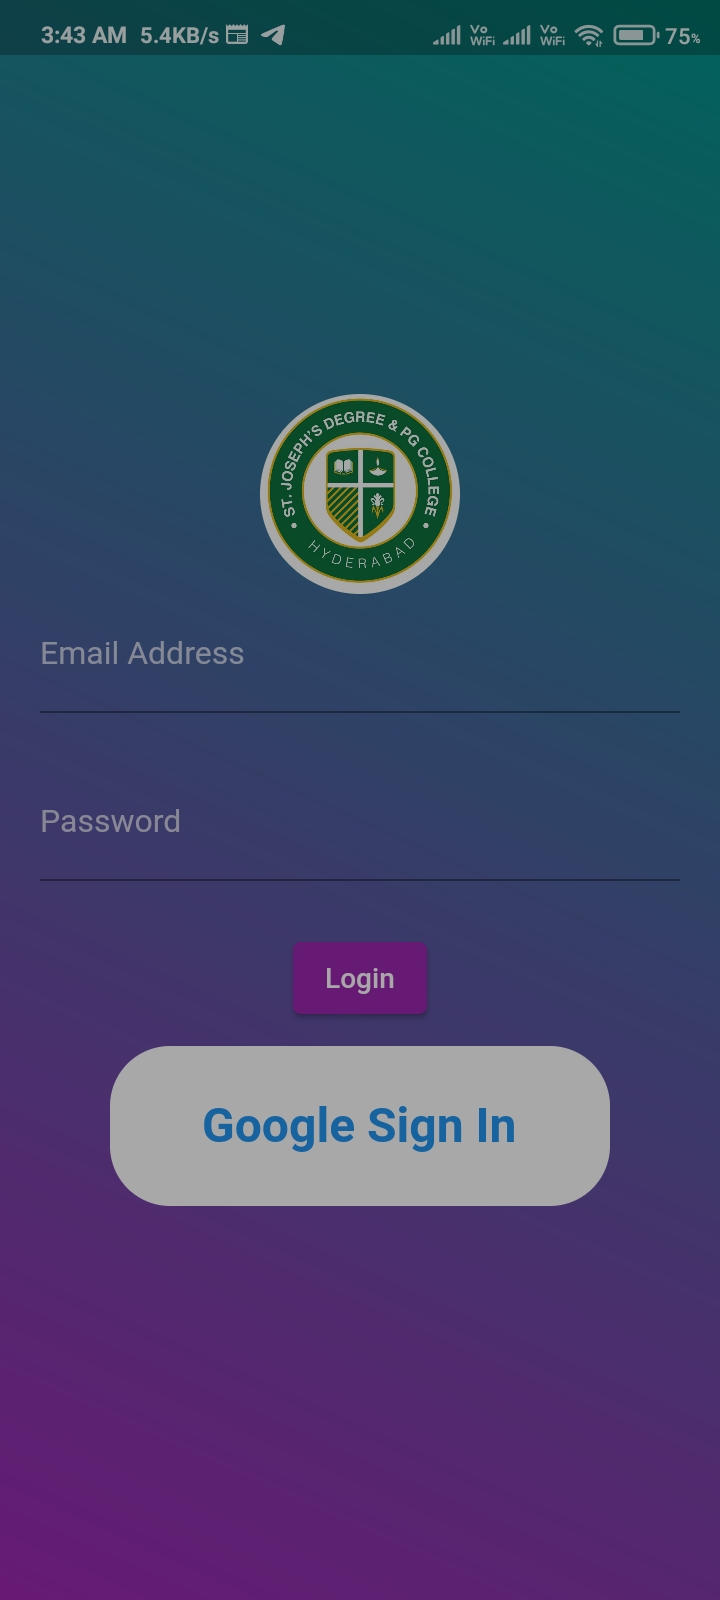 3:43 AM 5.4KB/s Vo WiFi Vo WiFi 75%
ST. JOSEPH'S DEGREE & PG COLLEGE
HYDERABAD
Email Address
Password
Login
Google Sign In